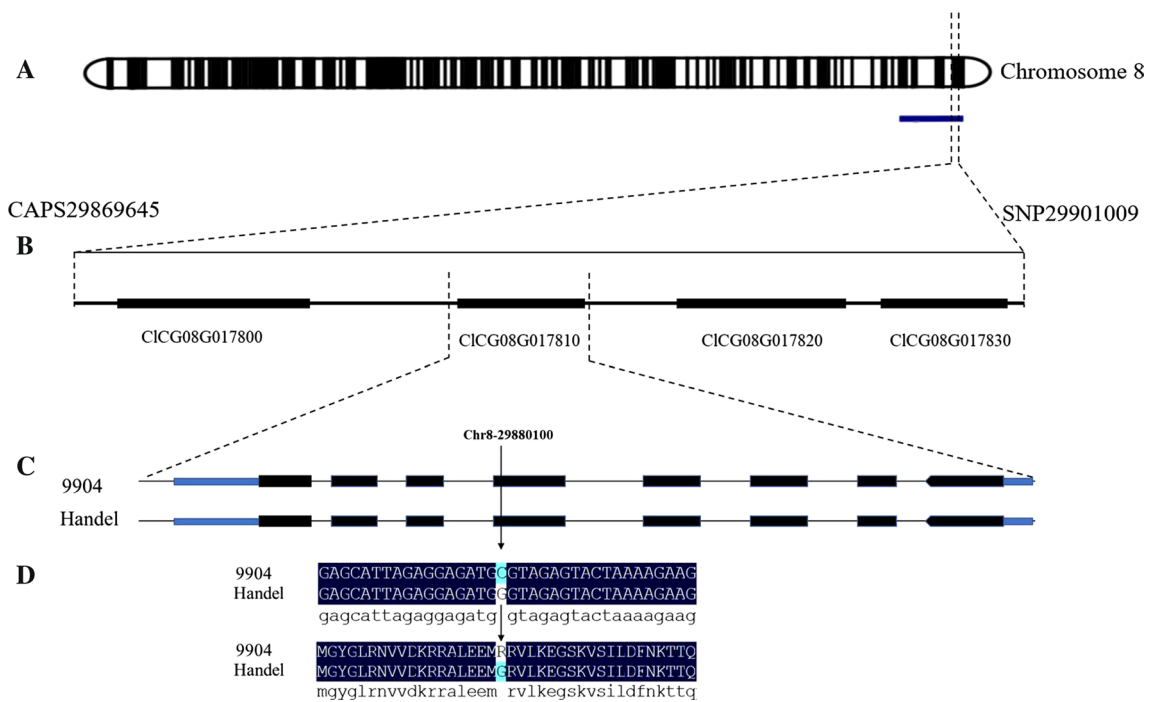 A
Chromosome 8
CAPS29869645
SNP29901009
B
ClCG08G017800
ClCG08G017810
ClCG08G017820
ClCG08G017830
Chr8-29880100
C
9904
Handel
D
9904 GAGCATTAGAGGAGATGCGTAGAGTACTAAAAGAAG
Handel GAGCATTAGAGGAGATGGGTAGAGTACTAAAAGAAG
gagcattagaggagatg gtagagtactaaaagaag
9904 MGYGLRNVVDKRRALEEMRRVLKEGSKVSILDFNKTTQ
Handel MGYGLRNVVDKRRALEEMGRVLKEGSKVSILDFNKTTQ
mgyglrnvvdkrraleem rvlkegskvsildfnkttq